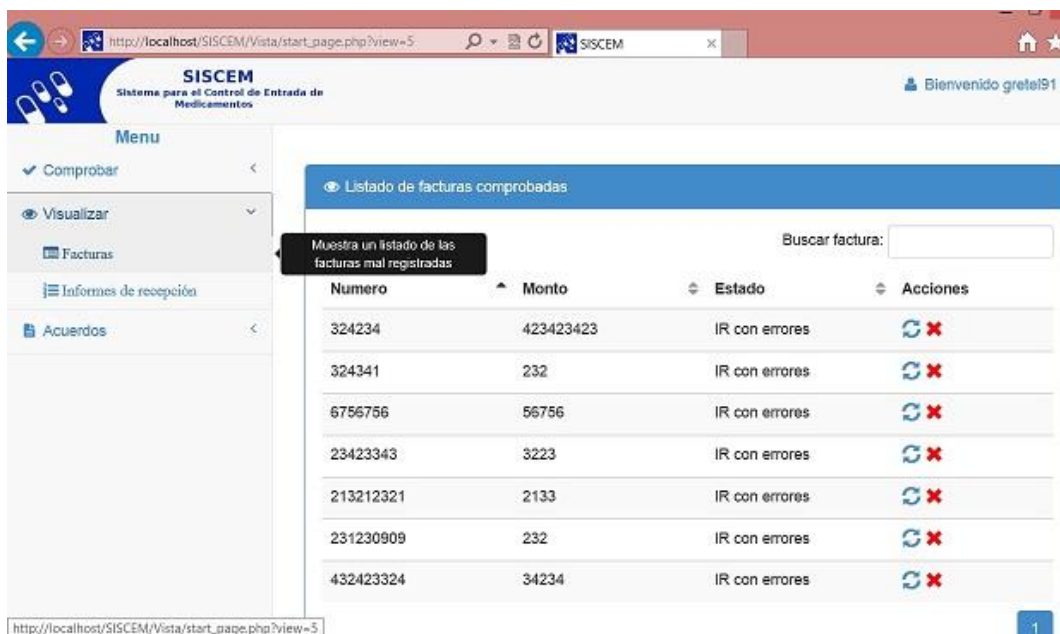 http://localhost/SISCEM/Vista/start_page.php?view=5
SISCEM
SISCEM
Sistema para el Control de Entrada de
Medicamentos
Bienvenido gretel91
Menu
Comprobar
Visualizar
Facturas
Informes de recepción
Acuerdos
Listado de facturas comprobadas
Muestra un listado de las
facturas mal registradas
Buscar factura:
Numero Monto Estado Acciones
324234 423423423 IR con errores
324341 232 IR con errores
6756756 56756 IR con errores
23423343 3223 IR con errores
213212321 2133 IR con errores
231230909 232 IR con errores
432423324 34234 IR con errores
1
http://localhost/SISCEM/Vista/start_page.php?view=5